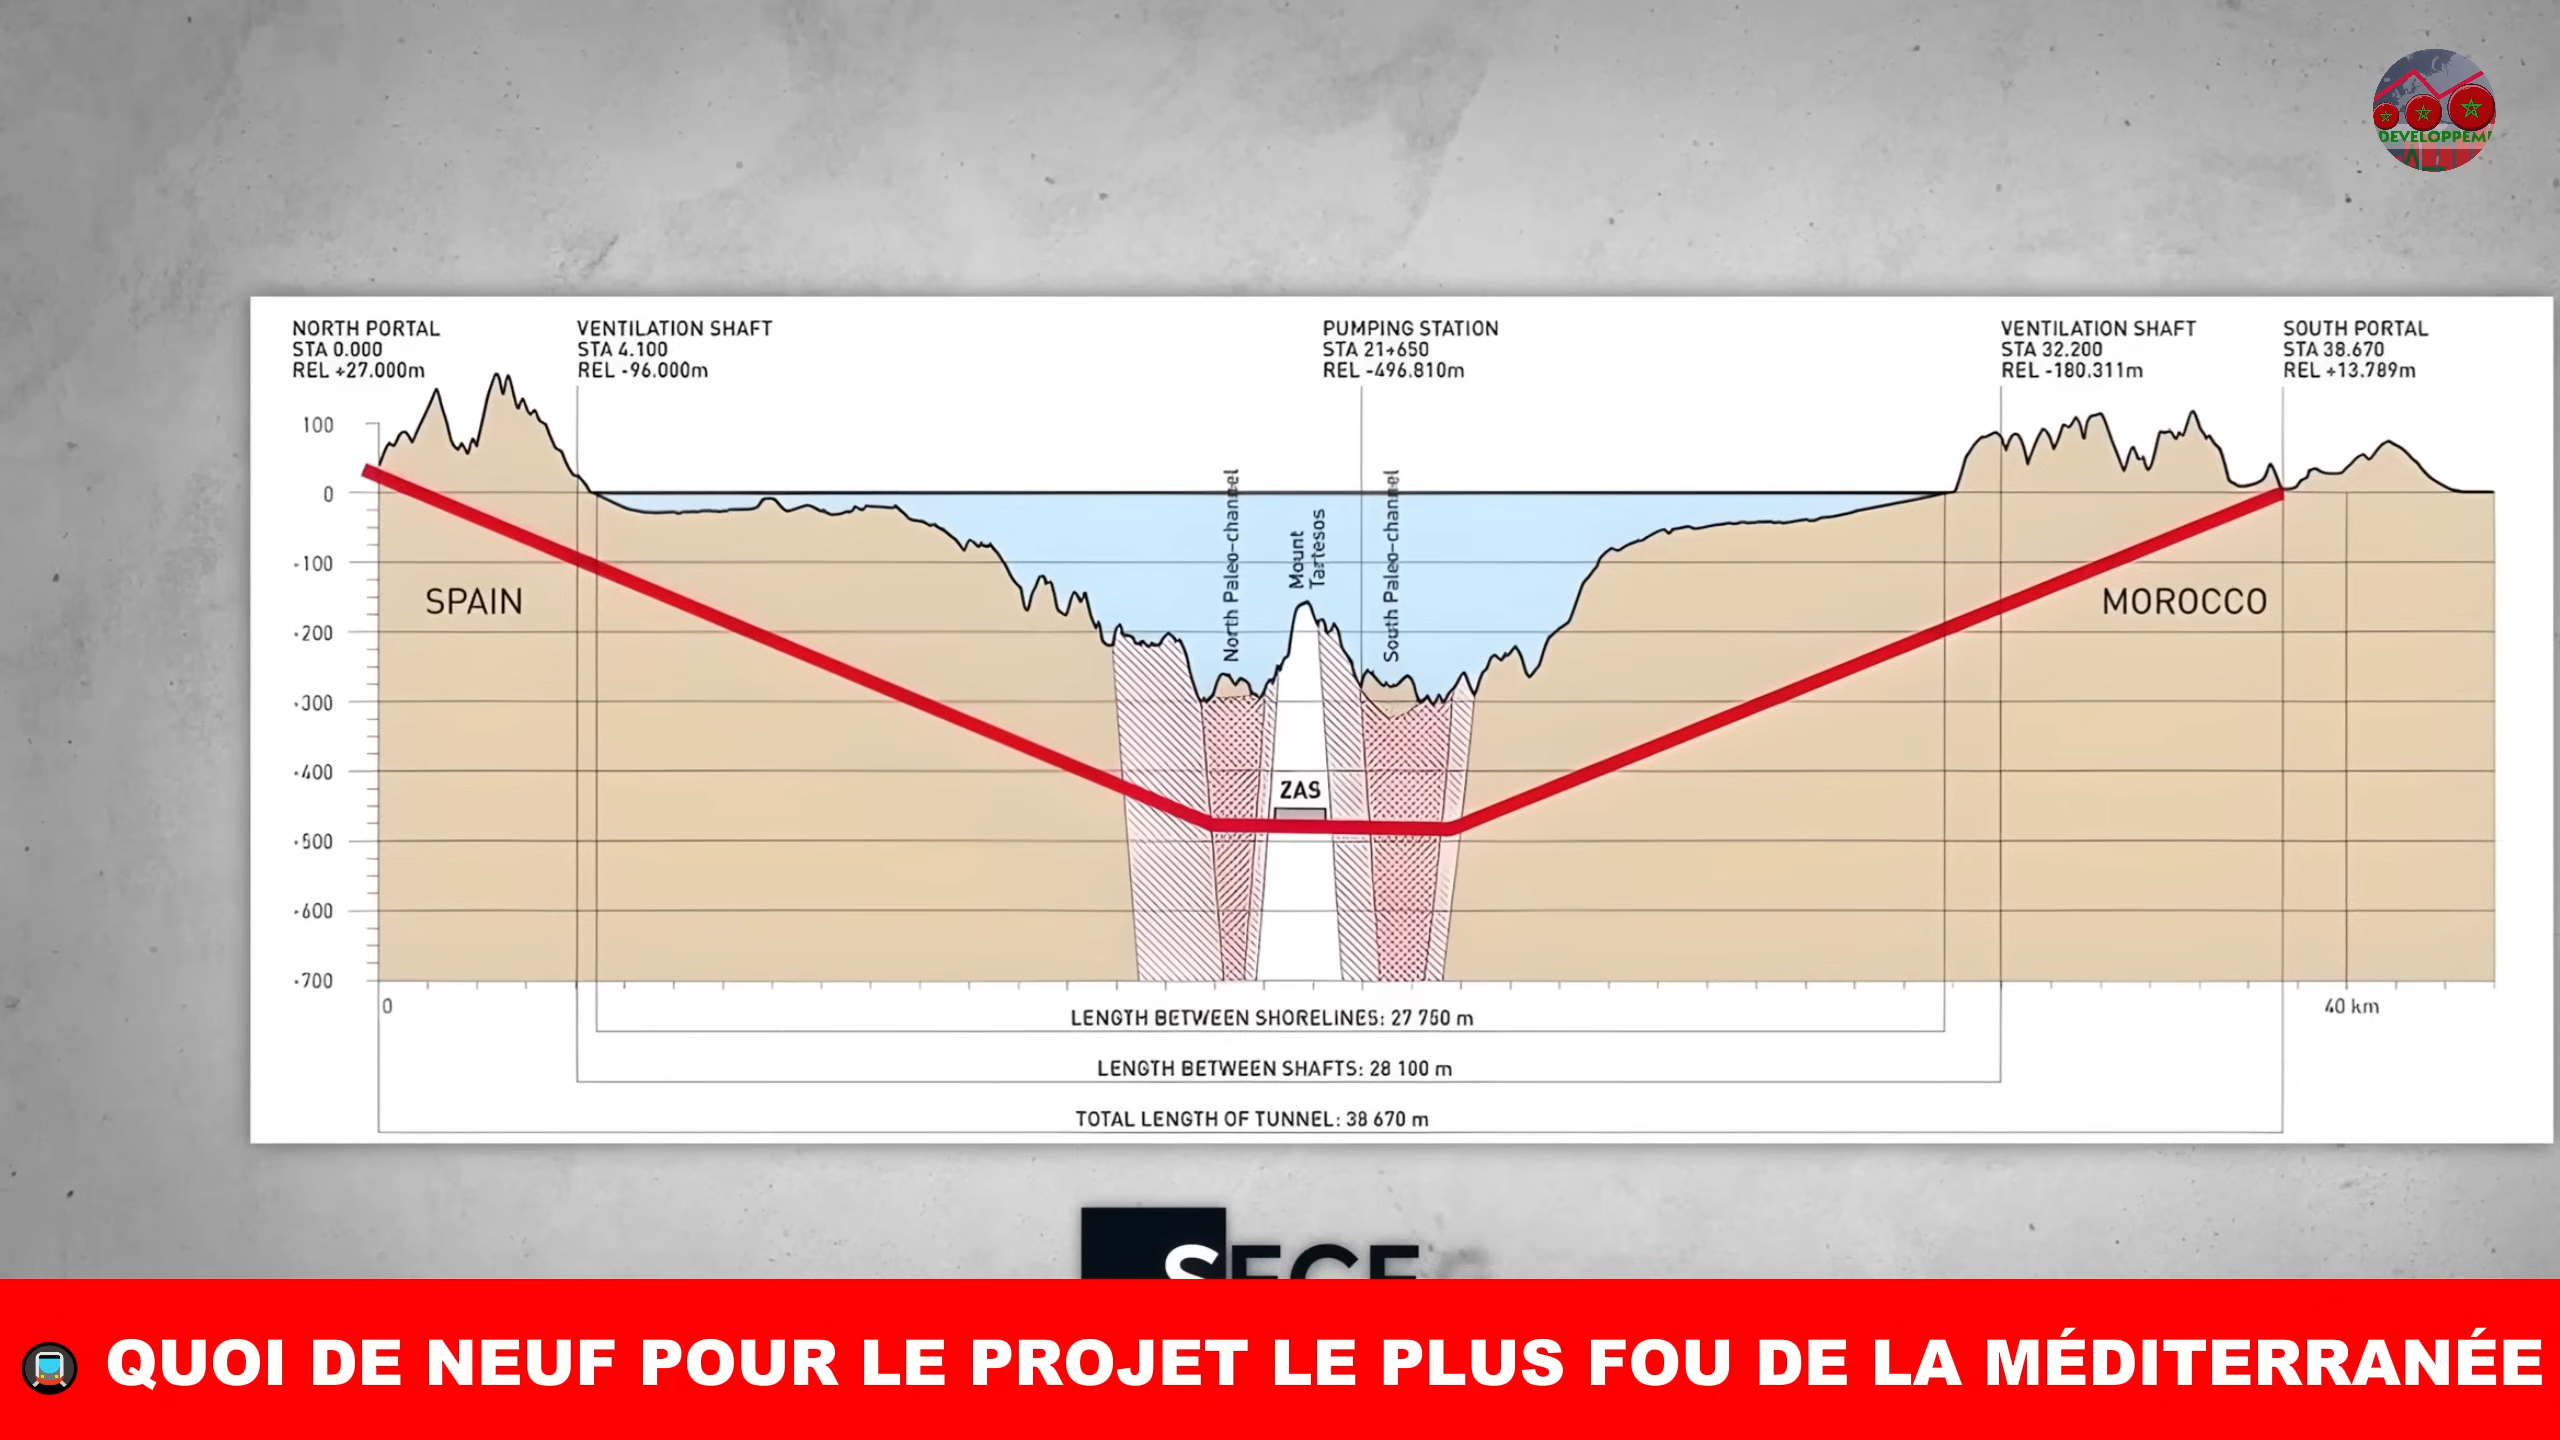 DEVELOPPEM
NORTH PORTAL
STA 0.000
REL +27.000m
VENTILATION SHAFT
STA 4.100
REL -96.000m
PUMPING STATION
STA 21+650
REL -496.810m
VENTILATION SHAFT
STA 32.200
REL -180.311m
SOUTH PORTAL
STA 38.670
REL +13.789m
100
0
-100
-200
-300
-400
-500
-600
-700
SPAIN
North Paleo-channel
Mount
Tartesos
South Paleo-channel
MOROCCO
ZAS
0
40 km
LENGTH BETWEEN SHORELINES: 27 750 m
LENGTH BETWEEN SHAFTS: 28 100 m
TOTAL LENGTH OF TUNNEL: 38 670 m
SECE
QUOI DE NEUF POUR LE PROJET LE PLUS FOU DE LA MÉDITERRANÉE